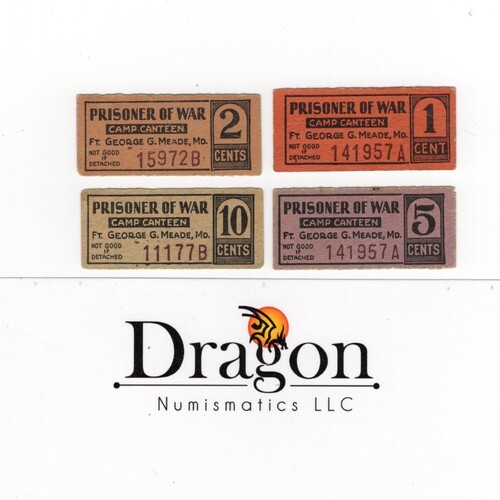 PRISONER OF WAR 2
CAMP CANTEEN
FT. GEORGE G. MEADE, MD.
NOT GOOD IF DETACHED 15972B CENTS
PRISONER OF WAR 1
CAMP CANTEEN
FT. GEORGE G. MEADE, MD.
NOT GOOD IF DETACHED 141957A CENT
PRISONER OF WAR 10
CAMP CANTEEN
FT. GEORGE G. MEADE, MD.
NOT GOOD IF DETACHED 11177B CENTS
PRISONER OF WAR 5
CAMP CANTEEN
FT. GEORGE G. MEADE, MD.
NOT GOOD IF DETACHED 141957A CENTS
Dragon
Numismatics LLC